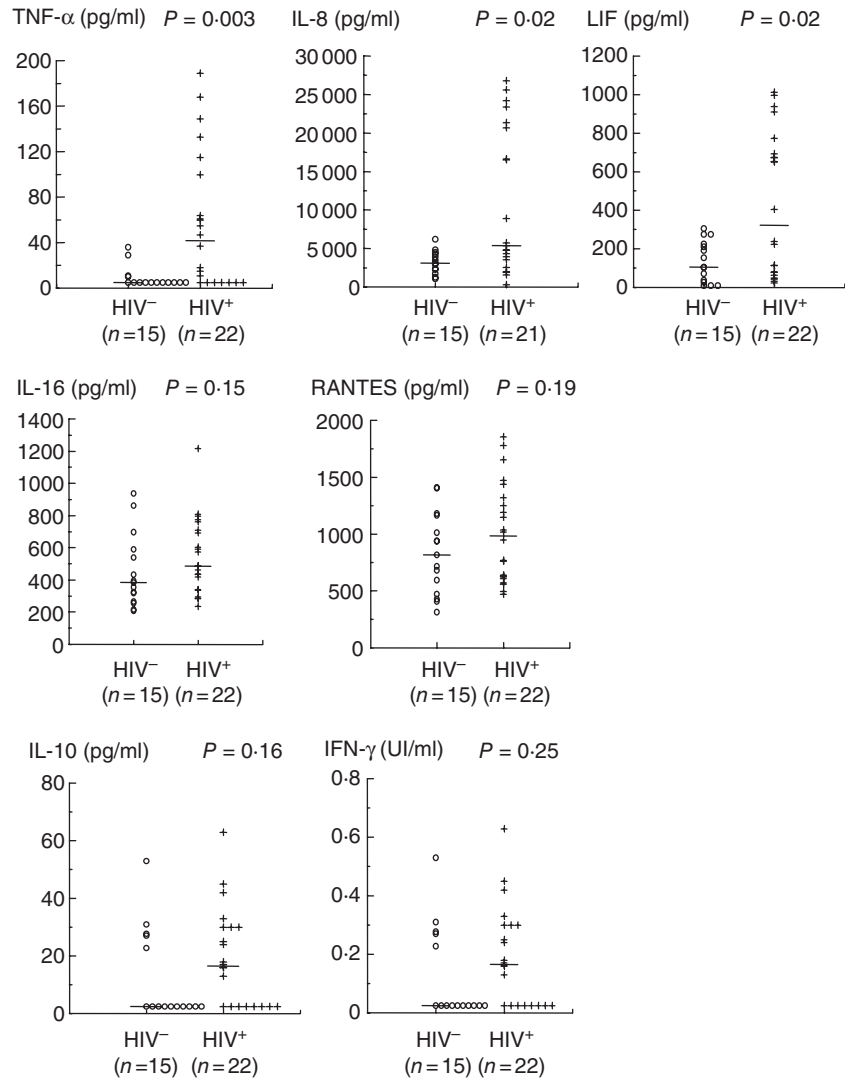 TNF-α (pg/ml) P = 0·003
200
160
120
80
40
0
HIV− HIV+
(n=15) (n=22)
IL-8 (pg/ml) P = 0·02
30 000
25 000
20 000
15 000
10 000
5 000
0
HIV− HIV+
(n=15) (n=21)
LIF (pg/ml) P = 0·02
1200
1000
800
600
400
200
0
HIV− HIV+
(n=15) (n=22)
IL-16 (pg/ml) P = 0·15
1400
1200
1000
800
600
400
200
0
HIV− HIV+
(n=15) (n=22)
RANTES (pg/ml) P = 0·19
2000
1500
1000
500
0
HIV− HIV+
(n=15) (n=22)
IL-10 (pg/ml) P = 0·16
80
60
40
20
0
HIV− HIV+
(n=15) (n=22)
IFN-γ (UI/ml) P = 0·25
0·8
0·6
0·4
0·2
0
HIV− HIV+
(n=15) (n=22)